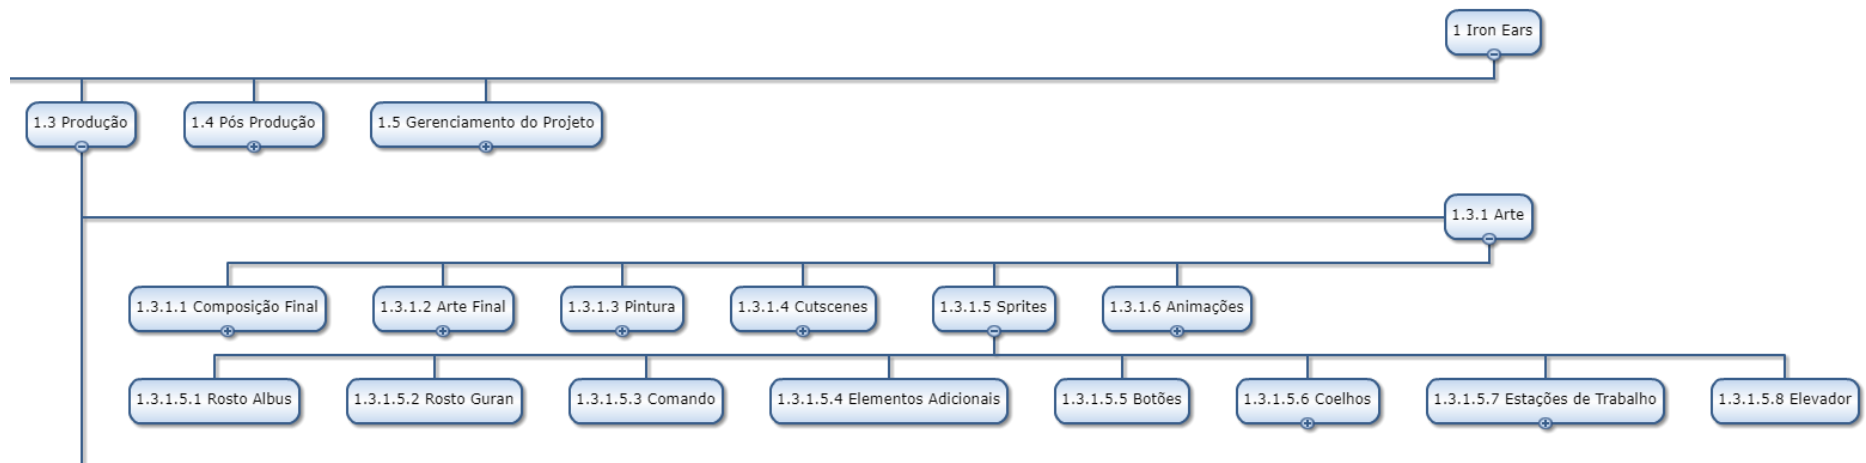 1 Iron Ears
1.3 Produção
1.4 Pós Produção
1.5 Gerenciamento do Projeto
1.3.1 Arte
1.3.1.1 Composição Final
1.3.1.2 Arte Final
1.3.1.3 Pintura
1.3.1.4 Cutscenes
1.3.1.5 Sprites
1.3.1.6 Animações
1.3.1.5.1 Rosto Albus
1.3.1.5.2 Rosto Guran
1.3.1.5.3 Comando
1.3.1.5.4 Elementos Adicionais
1.3.1.5.5 Botões
1.3.1.5.6 Coelhos
1.3.1.5.7 Estações de Trabalho
1.3.1.5.8 Elevador